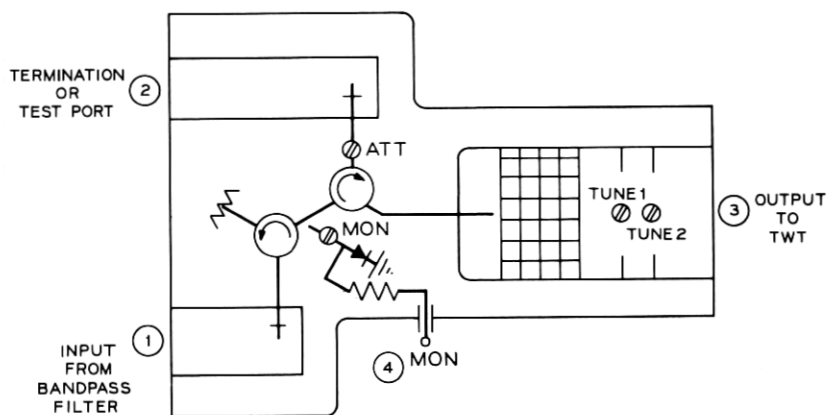 TERMINATION
OR
TEST PORT
2
ATT
TUNE 1
TUNE 2
3
OUTPUT
TO
TWT
MON
1
INPUT
FROM
BANDPASS
FILTER
4
MON